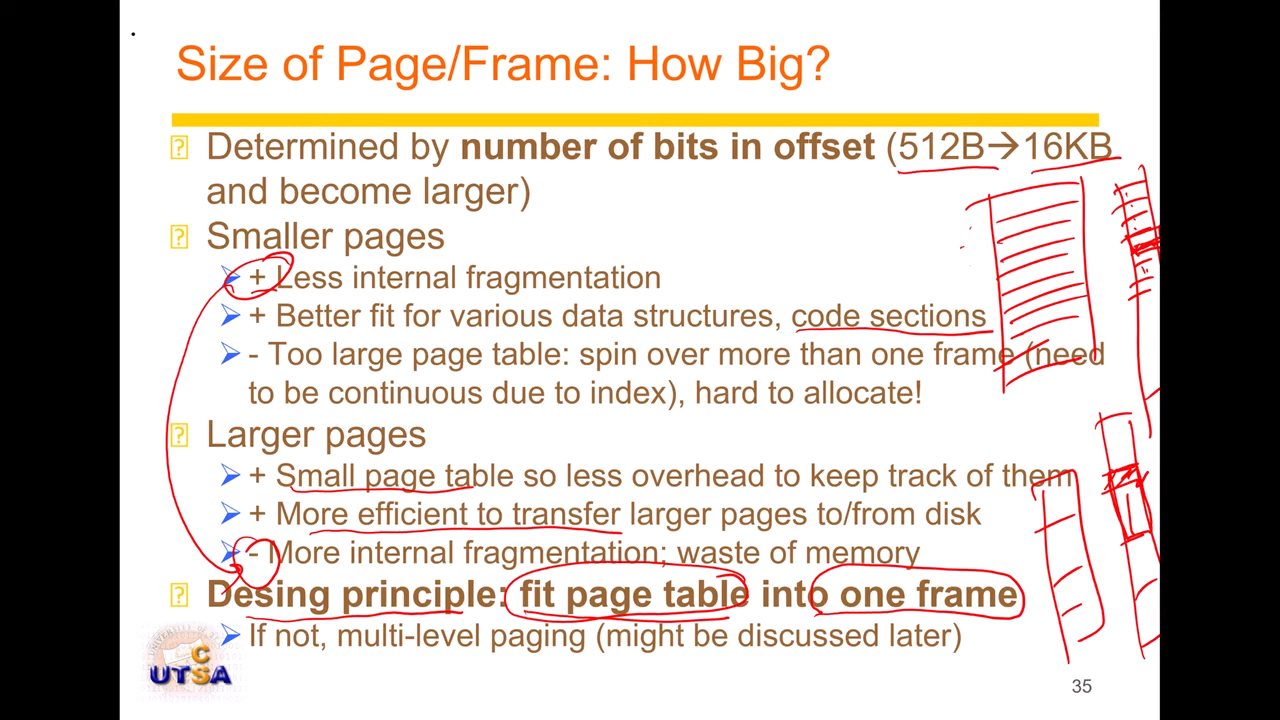 Size of Page/Frame: How Big?
Determined by number of bits in offset (512B→16KB
and become larger)
Smaller pages
+ Less internal fragmentation
+ Better fit for various data structures, code sections
- Too large page table: spin over more than one frame (need
to be continuous due to index), hard to allocate!
Larger pages
+ Small page table so less overhead to keep track of them
+ More efficient to transfer larger pages to/from disk
- More internal fragmentation; waste of memory
Desing principle: fit page table into one frame
If not, multi-level paging (might be discussed later)
CS
UTSA
35